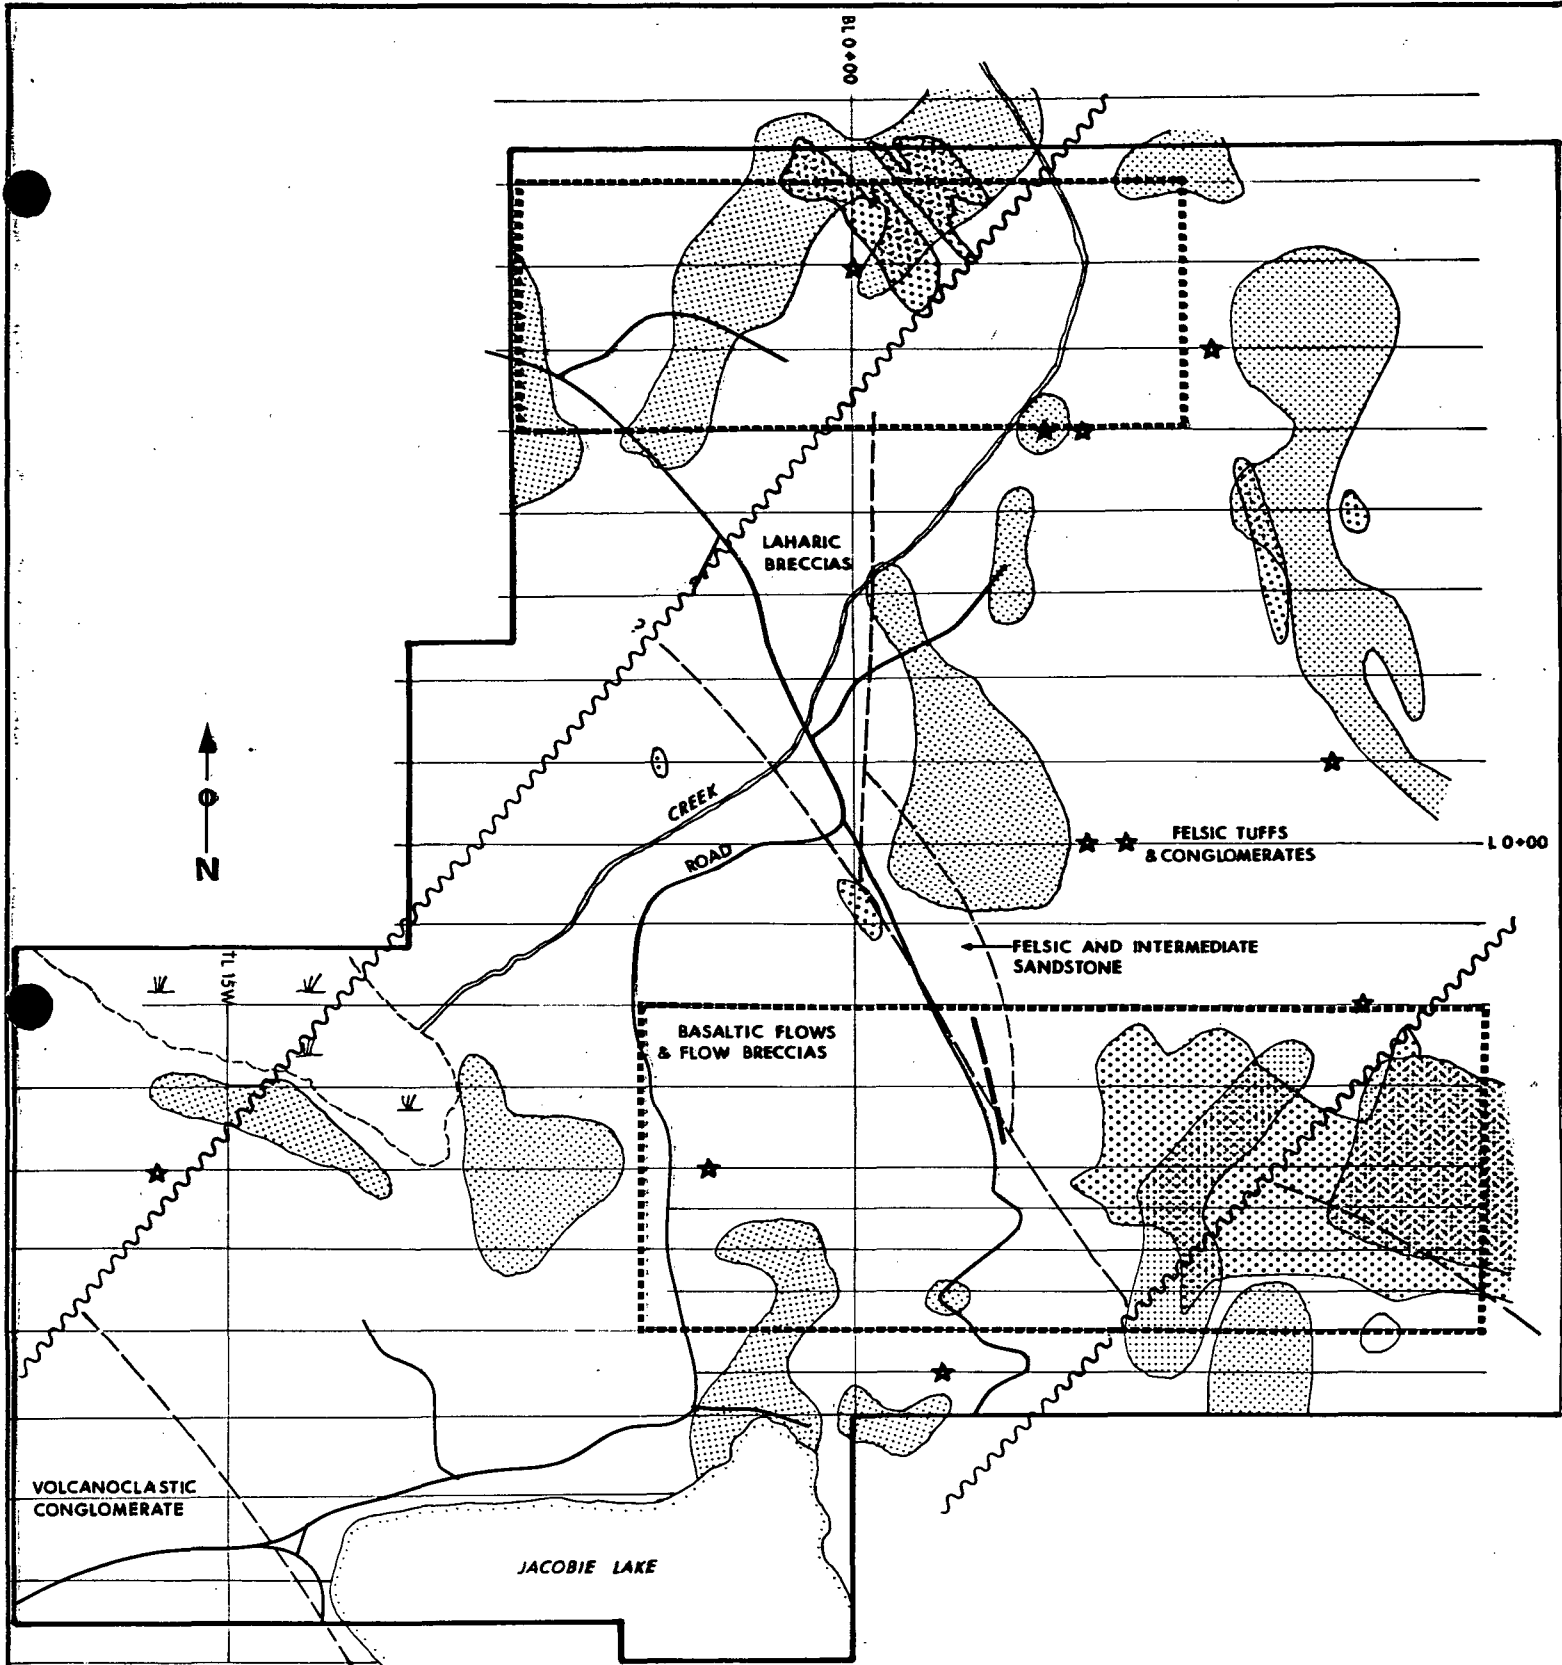 BL 0+00
LAHARIC
BRECCIAS
N
CREEK
ROAD
FELSIC TUFFS
& CONGLOMERATES
L 0+00
TL 15W
FELSIC AND INTERMEDIATE
SANDSTONE
BASALTIC FLOWS
& FLOW BRECCIAS
VOLCANOCLASTIC
CONGLOMERATE
JACOBIE LAKE